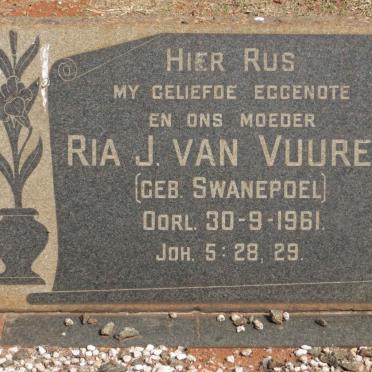 HIER RUS
MY GELIEFDE EGGENOTE
EN ONS MOEDER
RIA J. VAN VUURE
(GEB. SWANEPOEL)
OORL. 30-9-1961.
JOH. 5:28, 29.